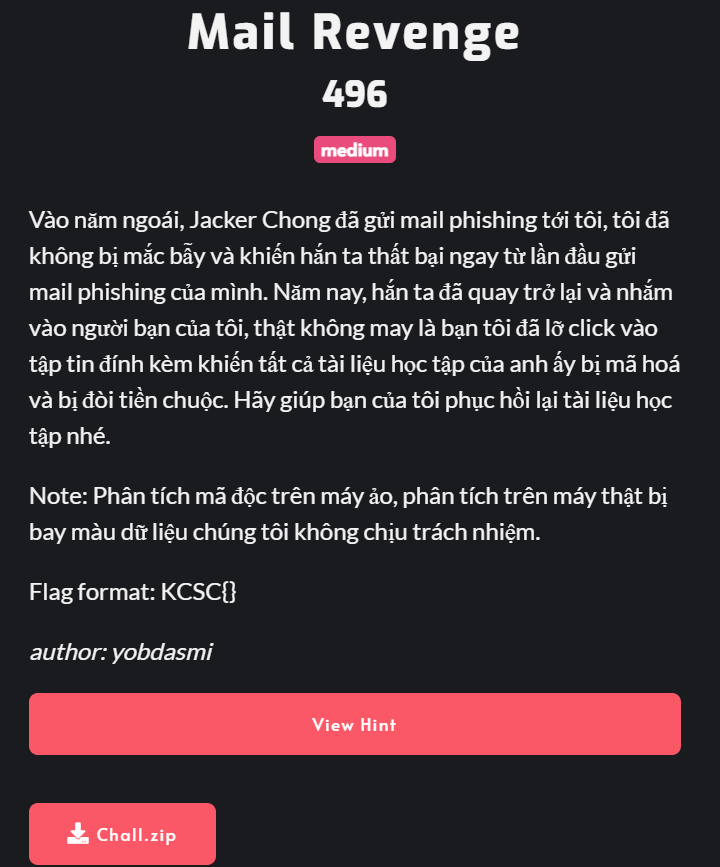 Mail Revenge
496
medium
Vào năm ngoái, Jacker Chong đã gửi mail phishing tới tôi, tôi đã
không bị mắc bẫy và khiến hắn ta thất bại ngay từ lần đầu gửi
mail phishing của mình. Năm nay, hắn ta đã quay trở lại và nhắm
vào người bạn của tôi, thật không may là bạn tôi đã lỡ click vào
tập tin đính kèm khiến tất cả tài liệu học tập của anh ấy bị mã hoá
và bị đòi tiền chuộc. Hãy giúp bạn của tôi phục hồi lại tài liệu học
tập nhé.
Note: Phân tích mã độc trên máy ảo, phân tích trên máy thật bị
bay màu dữ liệu chúng tôi không chịu trách nhiệm.
Flag format: KCSC{}
author: yobdasmi
View Hint
Chall.zip